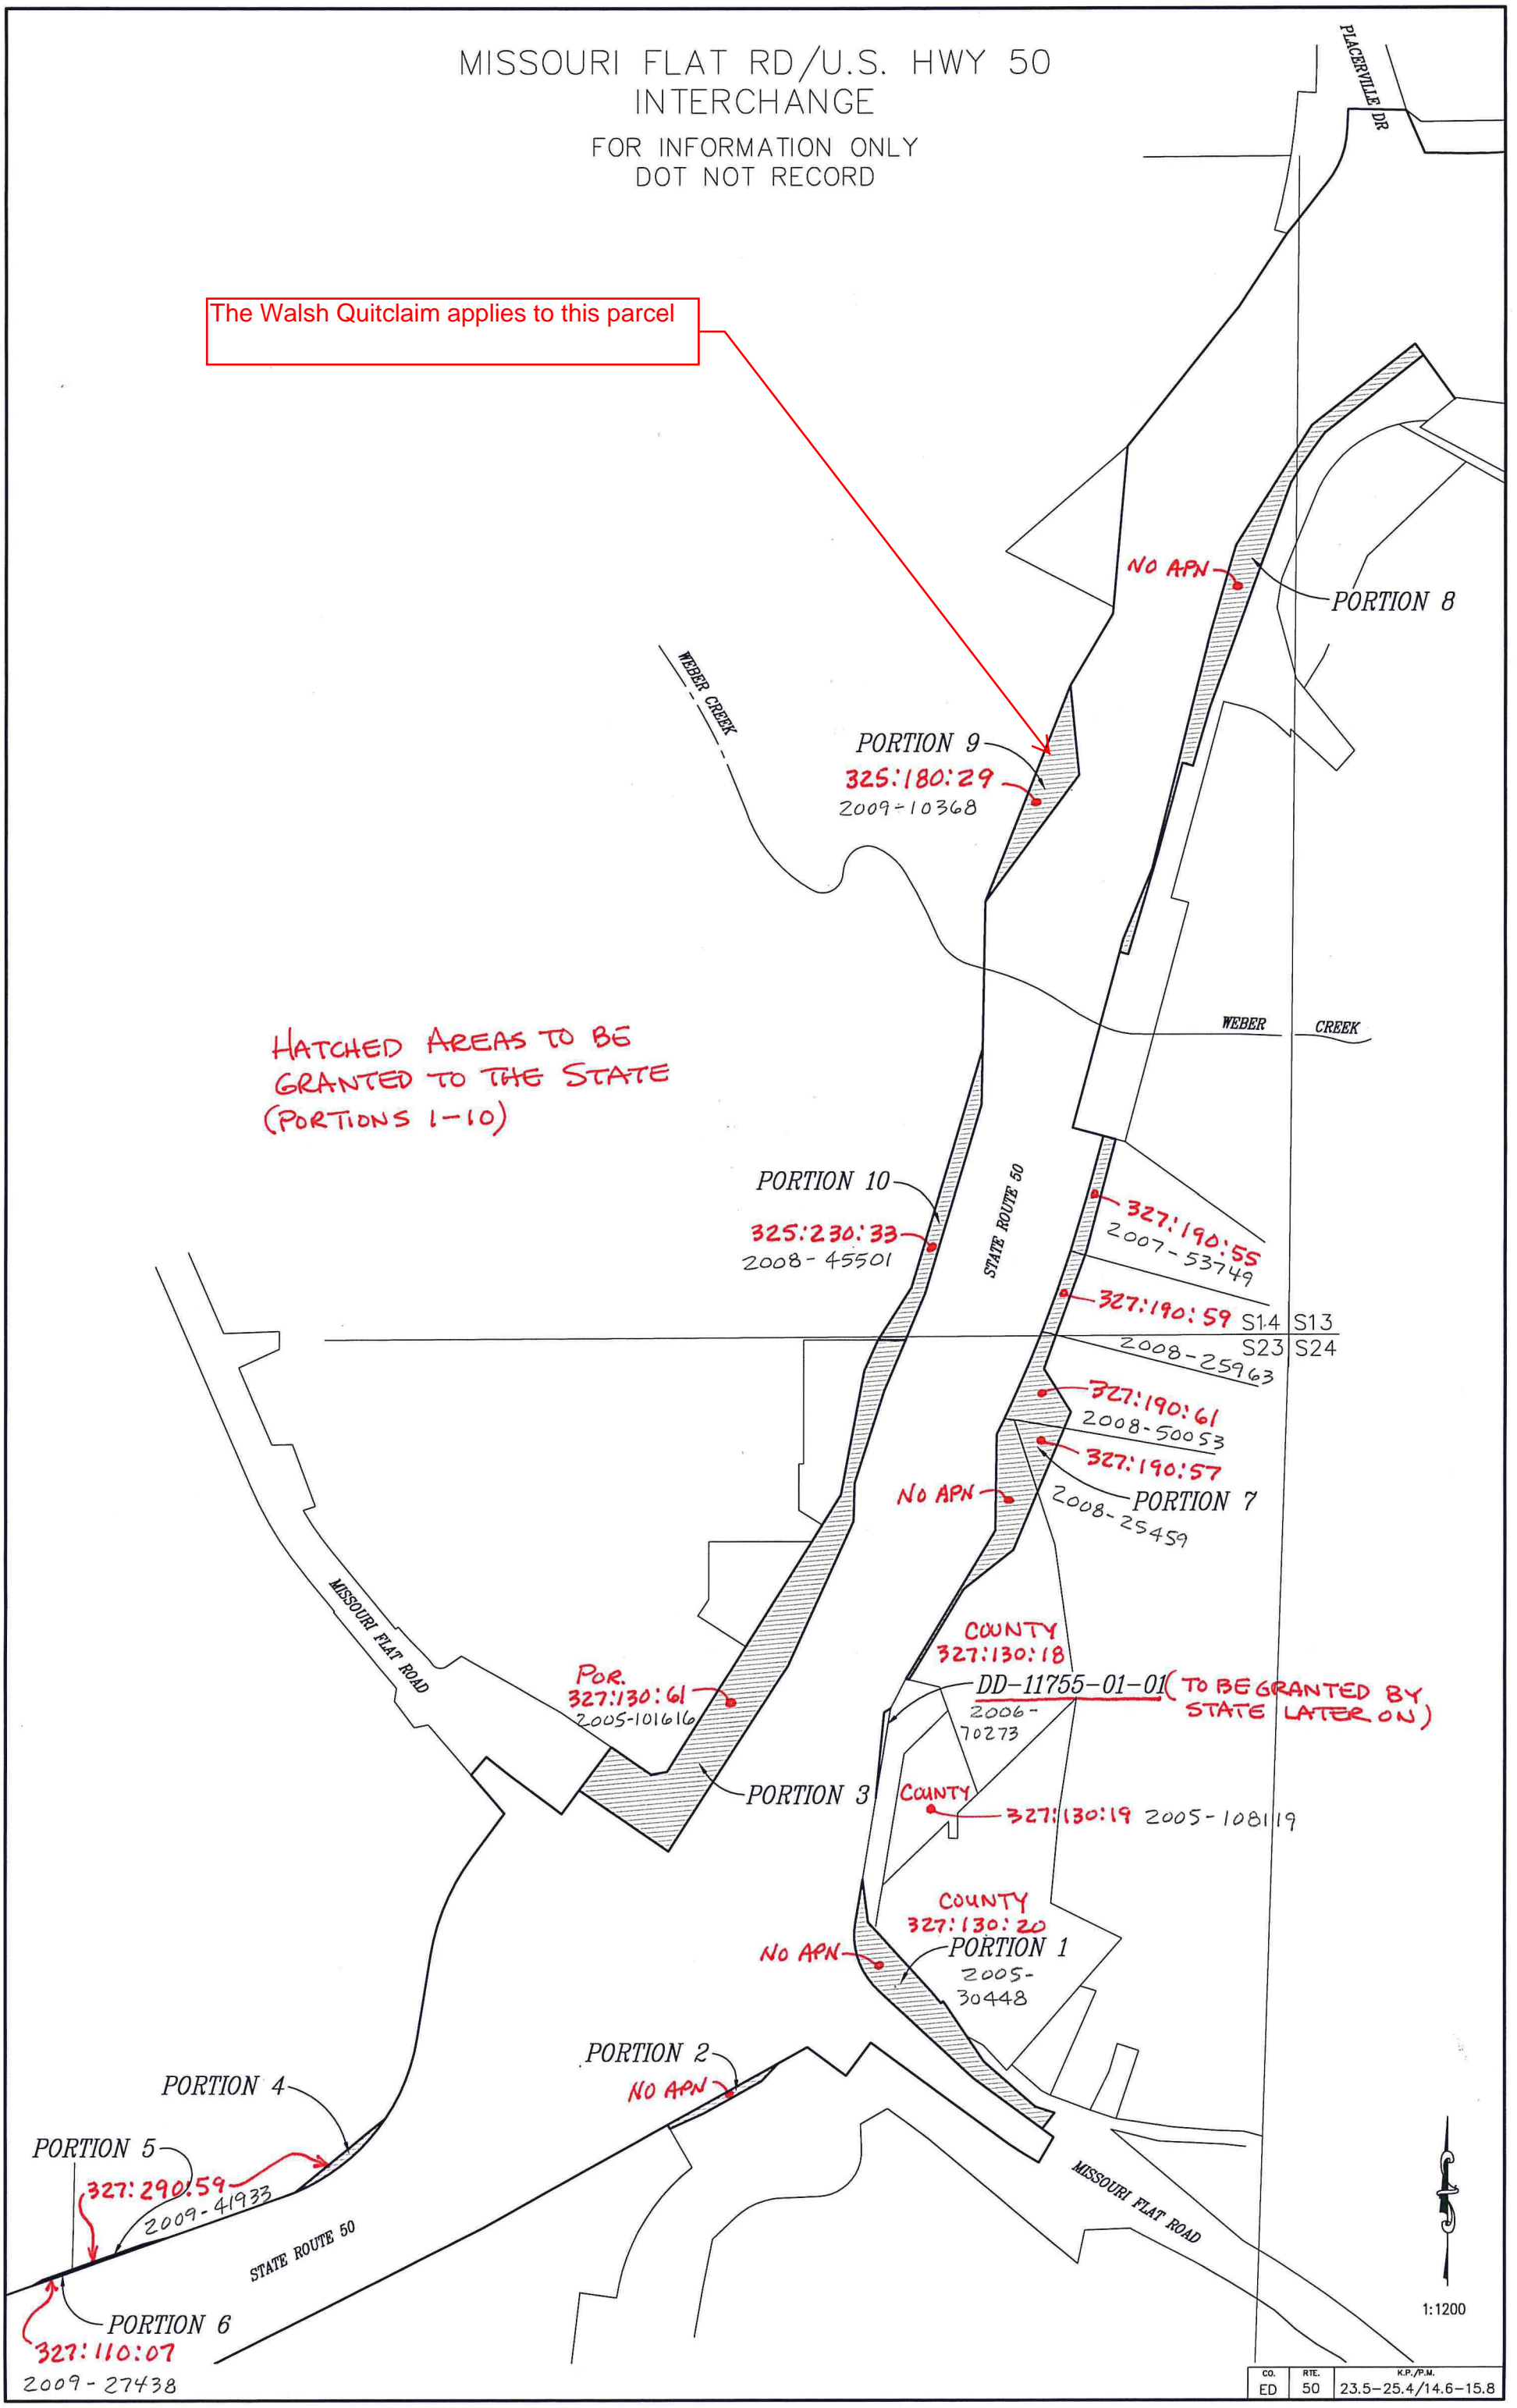 MISSOURI FLAT RD/U.S. HWY 50
INTERCHANGE
FOR INFORMATION ONLY
DOT NOT RECORD
PLACERVILLE DR
The Walsh Quitclaim applies to this parcel
NO APN
PORTION 8
WEBER CREEK
PORTION 9
325:180:29
2009-10368
WEBER CREEK
HATCHED AREAS TO BE
GRANTED TO THE STATE
(PORTIONS 1-10)
PORTION 10
325:230:33
2008-45501
STATE ROUTE 50
327:190:55
2007-53749
327:190:59
S14 S13
S23 S24
2008-25963
327:190:61
2008-50053
327:190:57
NO APN
PORTION 7
2008-25459
MISSOURI FLAT ROAD
COUNTY
327:130:18
POR.
327:130:61
2005-101616
DD-11755-01-01 (TO BE GRANTED BY
STATE LATER ON)
2006-
70273
PORTION 3
COUNTY
327:130:19 2005-108119
COUNTY
327:130:20
NO APN
PORTION 1
2005-
30448
PORTION 2
NO APN
PORTION 4
PORTION 5
327:290:59
2009-41933
STATE ROUTE 50
MISSOURI FLAT ROAD
PORTION 6
327:110:07
2009-27438
1:1200
CO. RTE. K.P./P.M.
ED 50 23.5-25.4/14.6-15.8